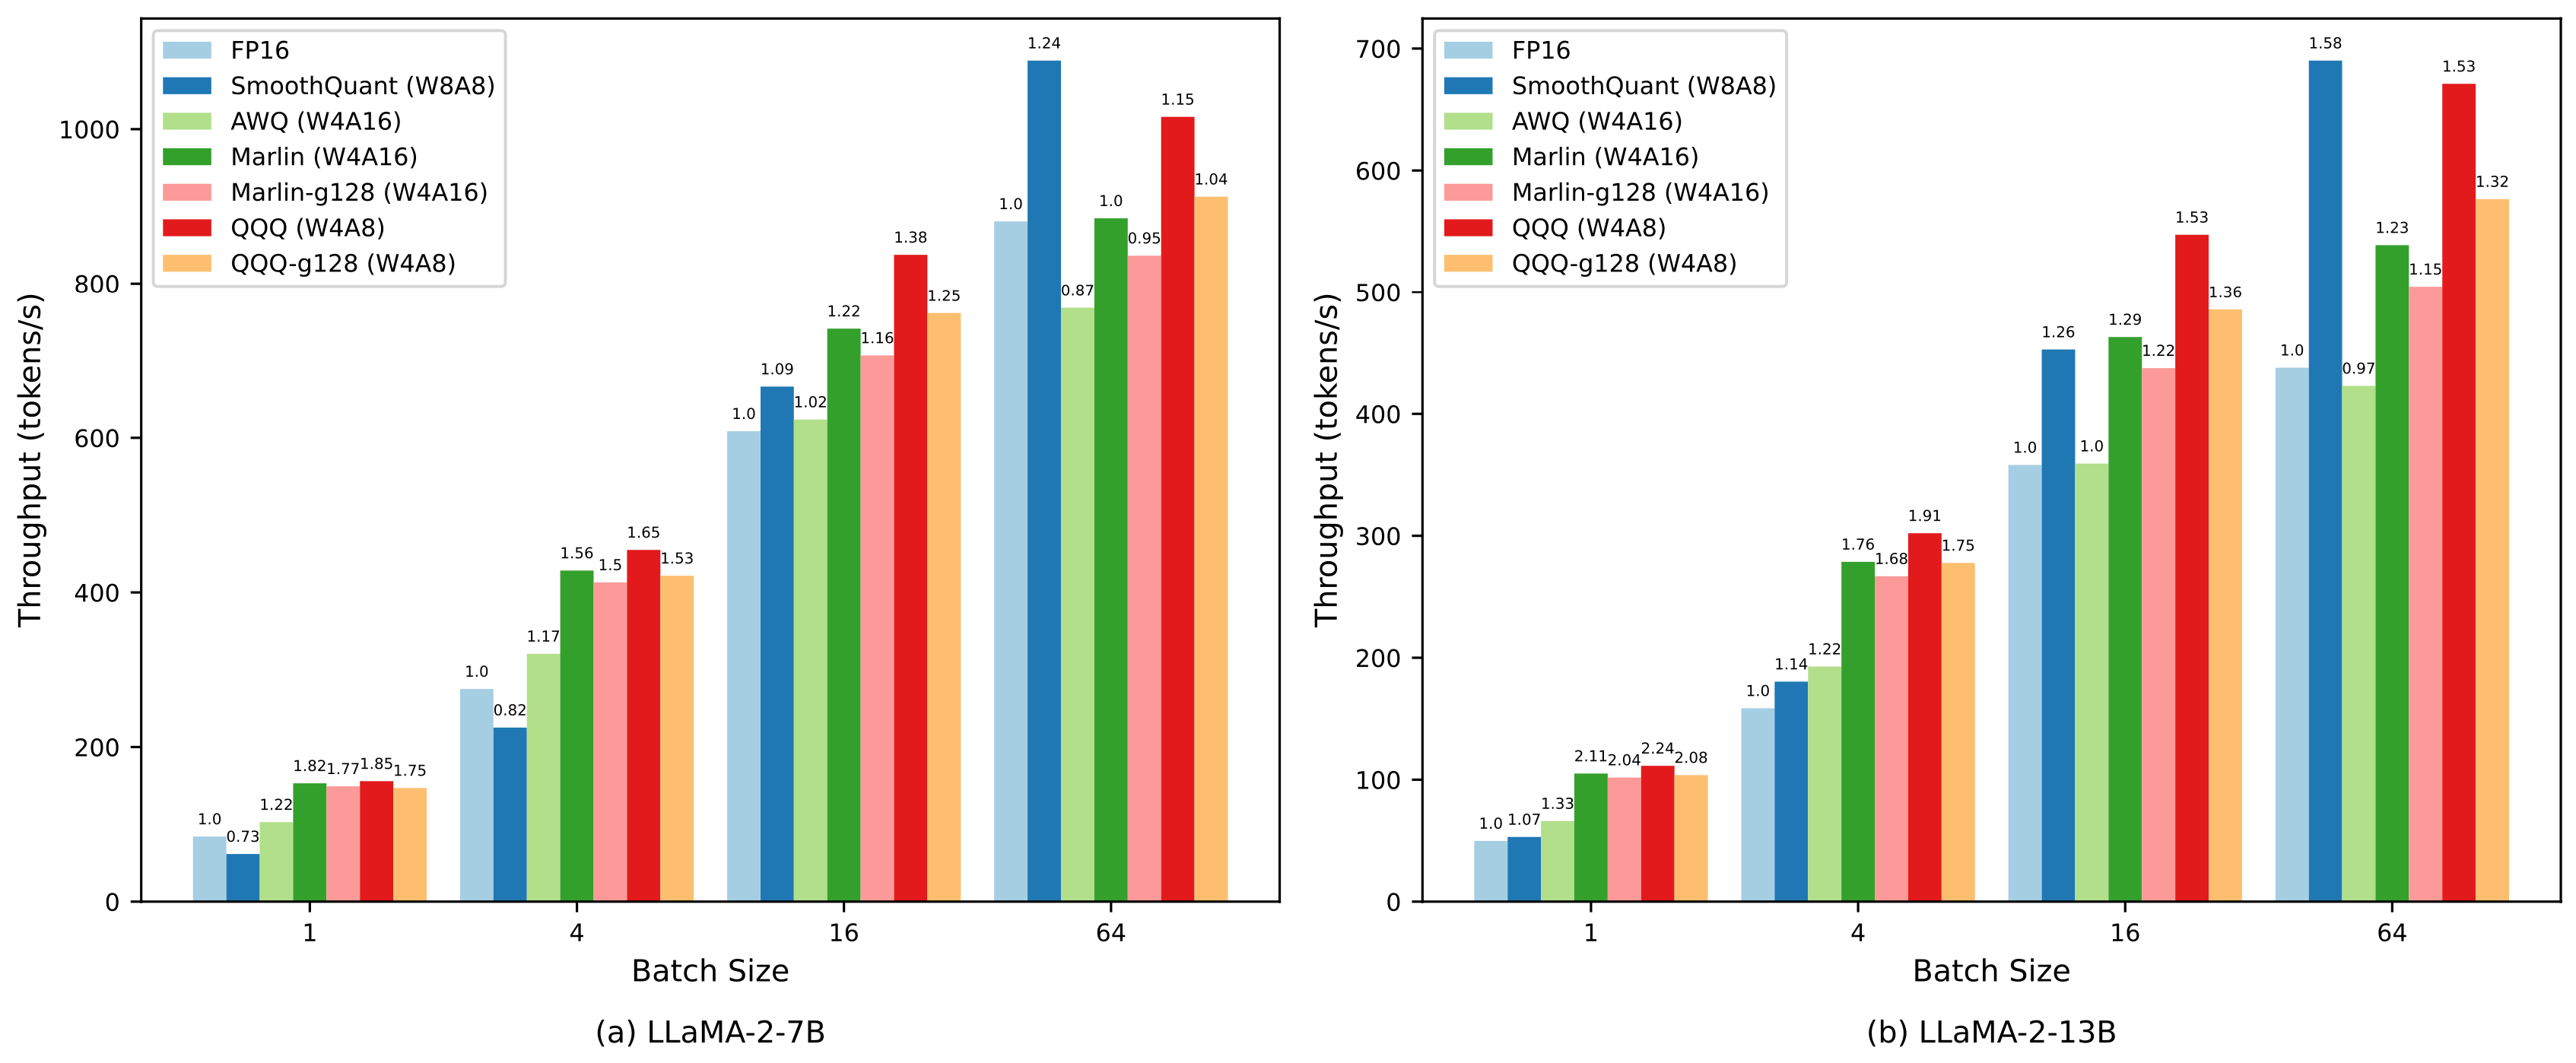 FP16
SmoothQuant (W8A8)
AWQ (W4A16)
Marlin (W4A16)
Marlin-g128 (W4A16)
QQQ (W4A8)
QQQ-g128 (W4A8)
Throughput (tokens/s)
1000
800
600
400
200
0
1.0 0.73 1.22 1.82 1.77 1.85 1.75
1.0 0.82 1.17 1.56 1.5 1.65 1.53
1.0 1.09 1.02 1.22 1.16 1.38 1.25
1.0 1.24 0.87 1.0 0.95 1.15 1.04
1 4 16 64
Batch Size
(a) LLaMA-2-7B
FP16
SmoothQuant (W8A8)
AWQ (W4A16)
Marlin (W4A16)
Marlin-g128 (W4A16)
QQQ (W4A8)
QQQ-g128 (W4A8)
Throughput (tokens/s)
700
600
500
400
300
200
100
0
1.0 1.07 1.33 2.11 2.04 2.24 2.08
1.0 1.14 1.22 1.76 1.68 1.91 1.75
1.0 1.26 1.0 1.29 1.22 1.53 1.36
1.0 1.58 0.97 1.23 1.15 1.53 1.32
1 4 16 64
Batch Size
(b) LLaMA-2-13B